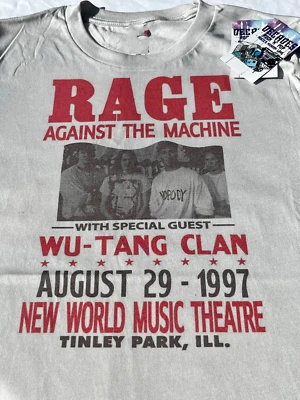 RAGE
AGAINST THE MACHINE
NOFODY
WITH SPECIAL GUEST
WU-TANG CLAN
AUGUST 29 - 1997
NEW WORLD MUSIC THEATRE
TINLEY PARK, ILL.